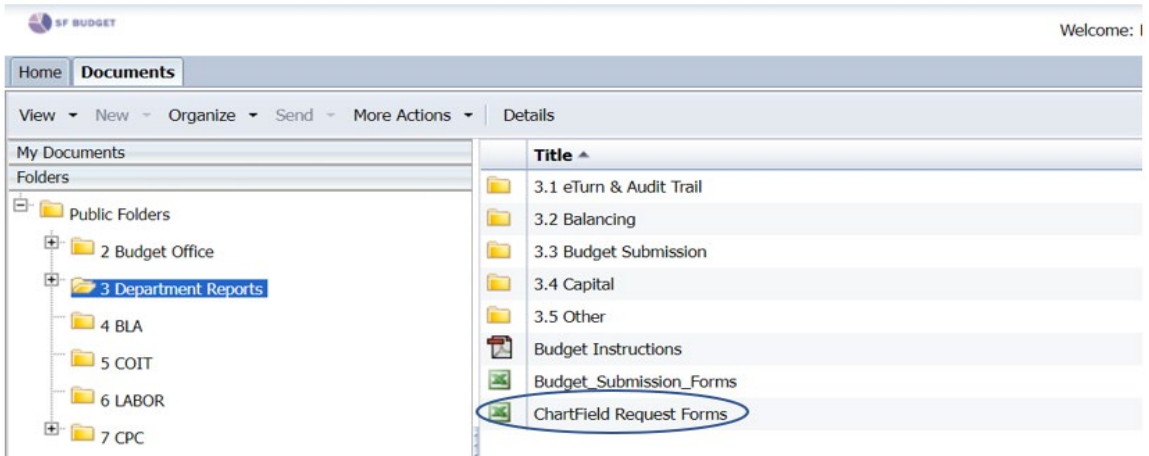 SF BUDGET
Welcome:
Home Documents
View New Organize Send More Actions Details
My Documents
Folders
Public Folders
2 Budget Office
3 Department Reports
4 BLA
5 COIT
6 LABOR
7 CPC
Title
3.1 eTurn & Audit Trail
3.2 Balancing
3.3 Budget Submission
3.4 Capital
3.5 Other
Budget Instructions
Budget_Submission_Forms
ChartField Request Forms